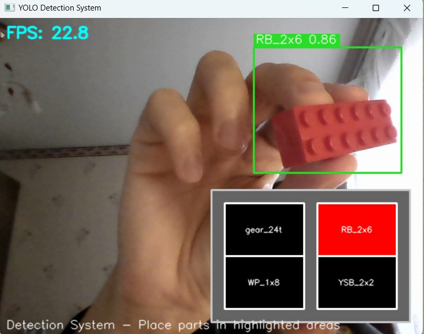 YOLO Detection System
FPS: 22.8
RB_2x6 0.86
gear_24t
RB_2x6
WP_1x8
YSB_2x2
Detection System - Place parts in highlighted areas